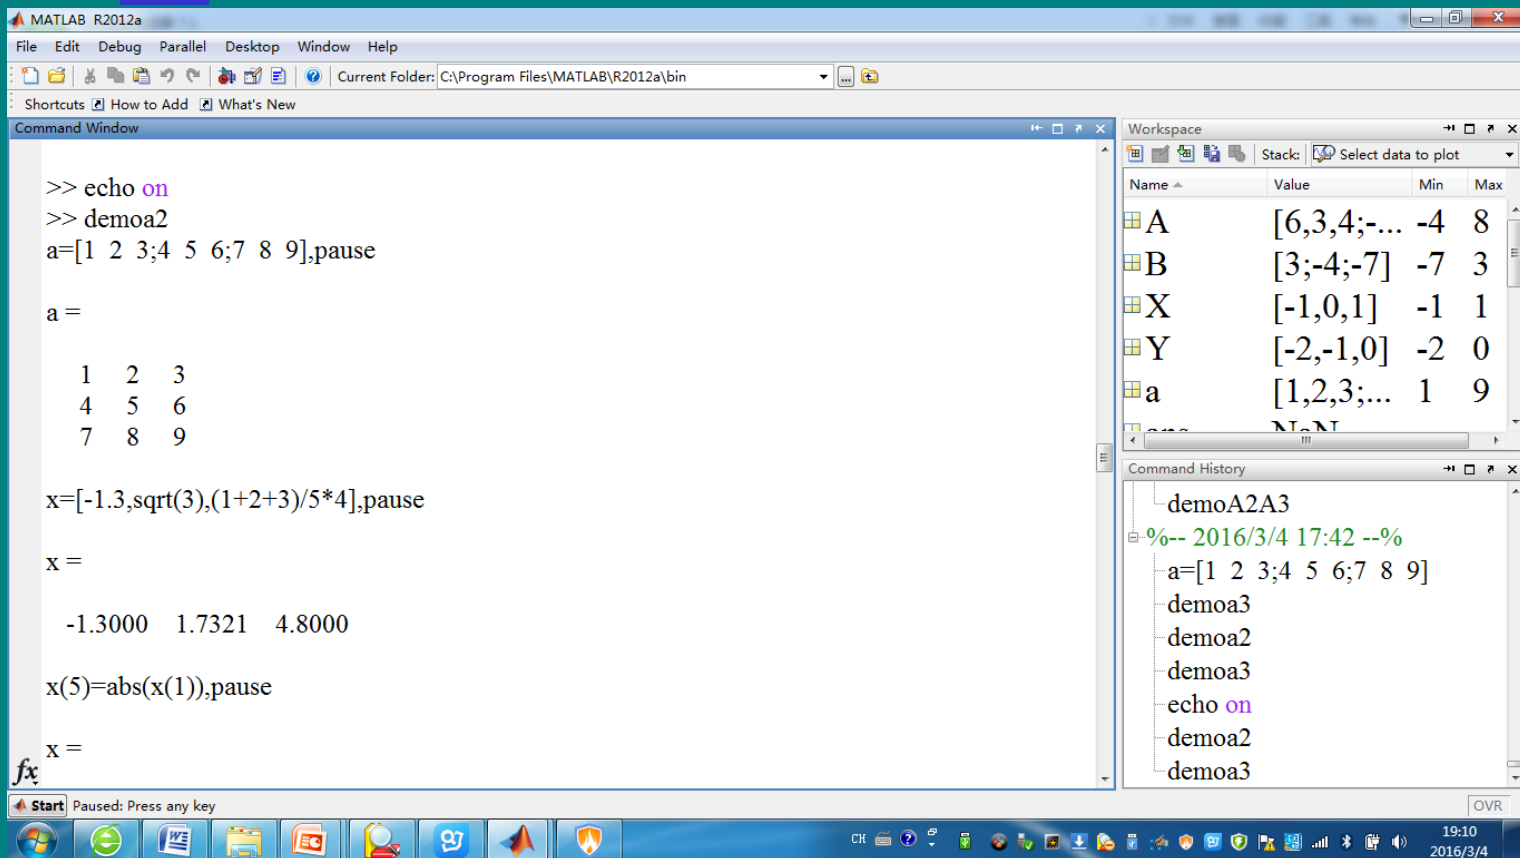 MATLAB R2012a
File Edit Debug Parallel Desktop Window Help
Current Folder: C:\Program Files\MATLAB\R2012a\bin
Shortcuts How to Add What's New
Command Window
>> echo on
>> demoa2
a=[1 2 3;4 5 6;7 8 9],pause
a =
1 2 3
4 5 6
7 8 9
x=[-1.3,sqrt(3),(1+2+3)/5*4],pause
x =
-1.3000 1.7321 4.8000
x(5)=abs(x(1)),pause
x =
fx
Workspace
Stack: Select data to plot
Name Value Min Max
A [6,3,4;-... -4 8
B [3;-4;-7] -7 3
X [-1,0,1] -1 1
Y [-2,-1,0] -2 0
a [1,2,3;... 1 9
ans NaN
Command History
demoA2A3
%-- 2016/3/4 17:42 --%
a=[1 2 3;4 5 6;7 8 9]
demoa3
demoa2
demoa3
echo on
demoa2
demoa3
Start Paused: Press any key
OVR
CH
19:10
2016/3/4